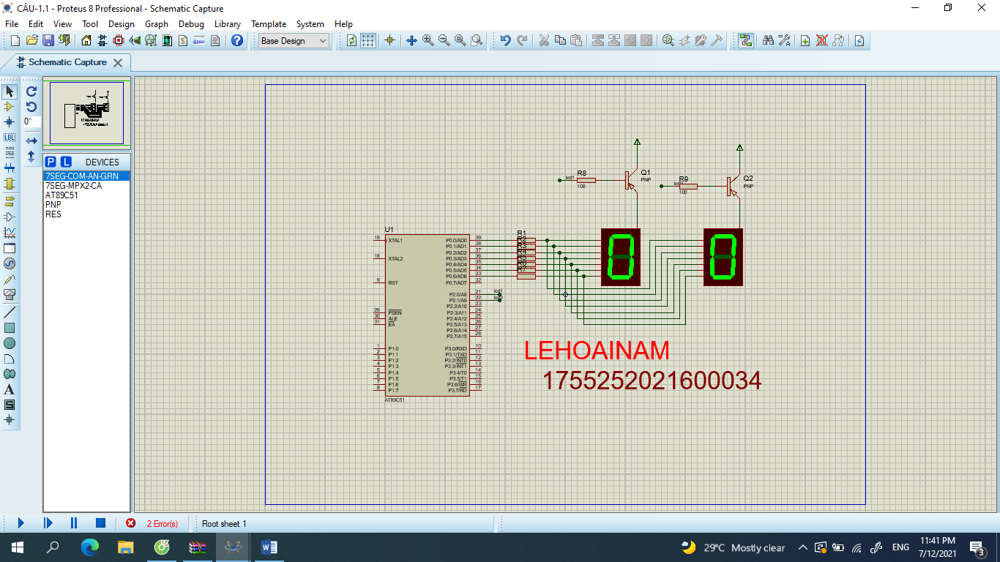 CÂU-1.1 - Proteus 8 Professional - Schematic Capture
File Edit View Tool Design Graph Debug Library Template System Help
Base Design
Schematic Capture
0°
LBL
P L DEVICES
7SEG-COM-AN-GRN
7SEG-MPX2-CA
AT89C51
PNP
RES
A
S
R8
led1
100
Q1
PNP
R9
100
Q2
PNP
U1
19 XTAL1
18 XTAL2
9 RST
29 PSEN
30 ALE
31 EA
1 P1.0
2 P1.1
3 P1.2
4 P1.3
5 P1.4
6 P1.5
7 P1.6
8 P1.7
P0.0/AD0 39
P0.1/AD1 38
P0.2/AD2 37
P0.3/AD3 36
P0.4/AD4 35
P0.5/AD5 34
P0.6/AD6 33
P0.7/AD7 32
P2.0/A8 21
P2.1/A9 22
P2.2/A10 23
P2.3/A11 24
P2.4/A12 25
P2.5/A13 26
P2.6/A14 27
P2.7/A15 28
P3.0/RXD 10
P3.1/TXD 11
P3.2/INT0 12
P3.3/INT1 13
P3.4/T0 14
P3.5/T1 15
P3.6/WR 16
P3.7/RD 17
AT89C51
R1
R2
R3
R4
R5
R6
R7
led1
led2
0 0
LEHOAINAM
1755252021600034
2 Error(s)
Root sheet 1
29°C Mostly clear
ENG
11:41 PM
7/12/2021
3